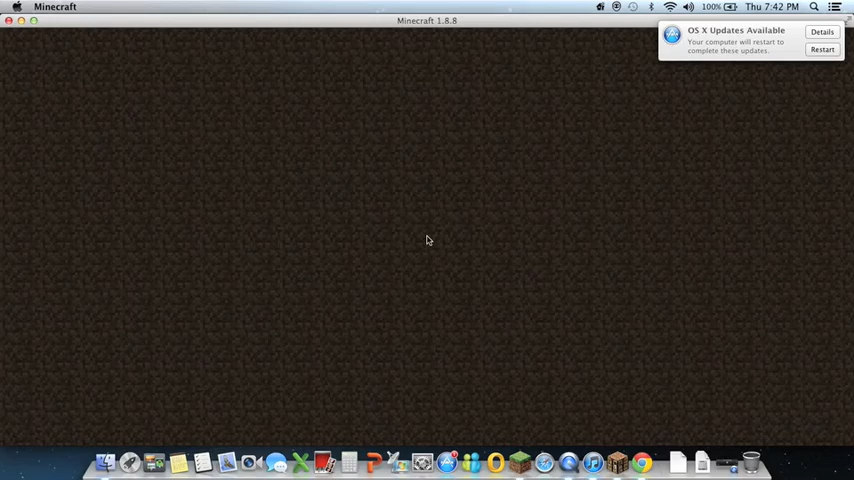 Minecraft
100%
Thu 7:42 PM
Minecraft 1.8.8
OS X Updates Available
Your computer will restart to
complete these updates.
Details
Restart